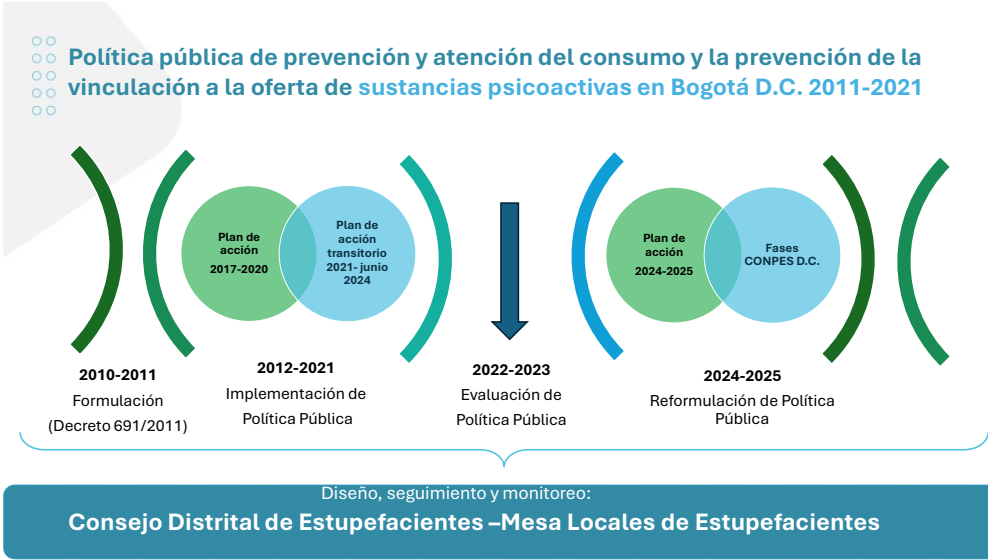 Política pública de prevención y atención del consumo y la prevención de la
vinculación a la oferta de sustancias psicoactivas en Bogotá D.C. 2011-2021
Plan de
acción
2017-2020
Plan de
acción
transitorio
2021- junio
2024
Plan de
acción
2024-2025
Fases
CONPES D.C.
2010-2011
Formulación
(Decreto 691/2011)
2012-2021
Implementación de
Política Pública
2022-2023
Evaluación de
Política Pública
2024-2025
Reformulación de Política
Pública
Diseño, seguimiento y monitoreo:
Consejo Distrital de Estupefacientes –Mesa Locales de Estupefacientes